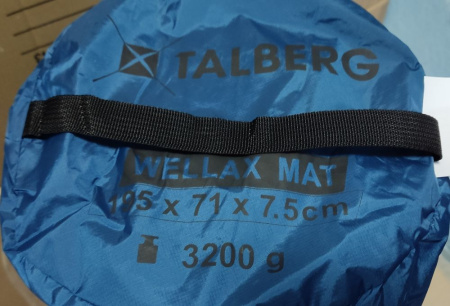 TALBERG
WELLAX MAT
x 71 x 7.5cm
3200 g